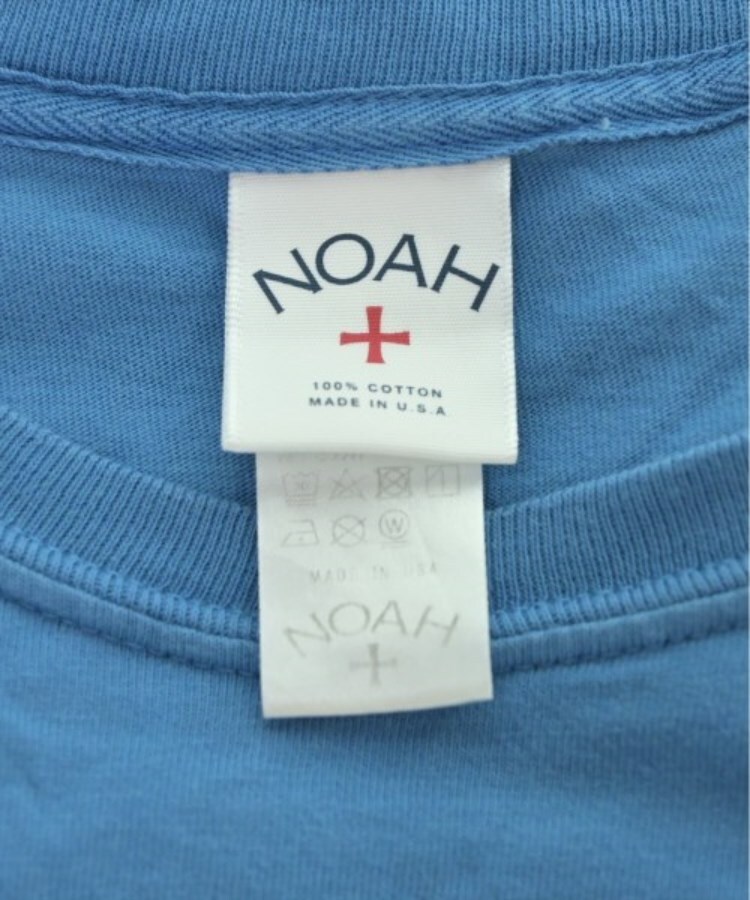 NOAH
100% COTTON
MADE IN U.S.A
W
MADE IN USA
NOAH